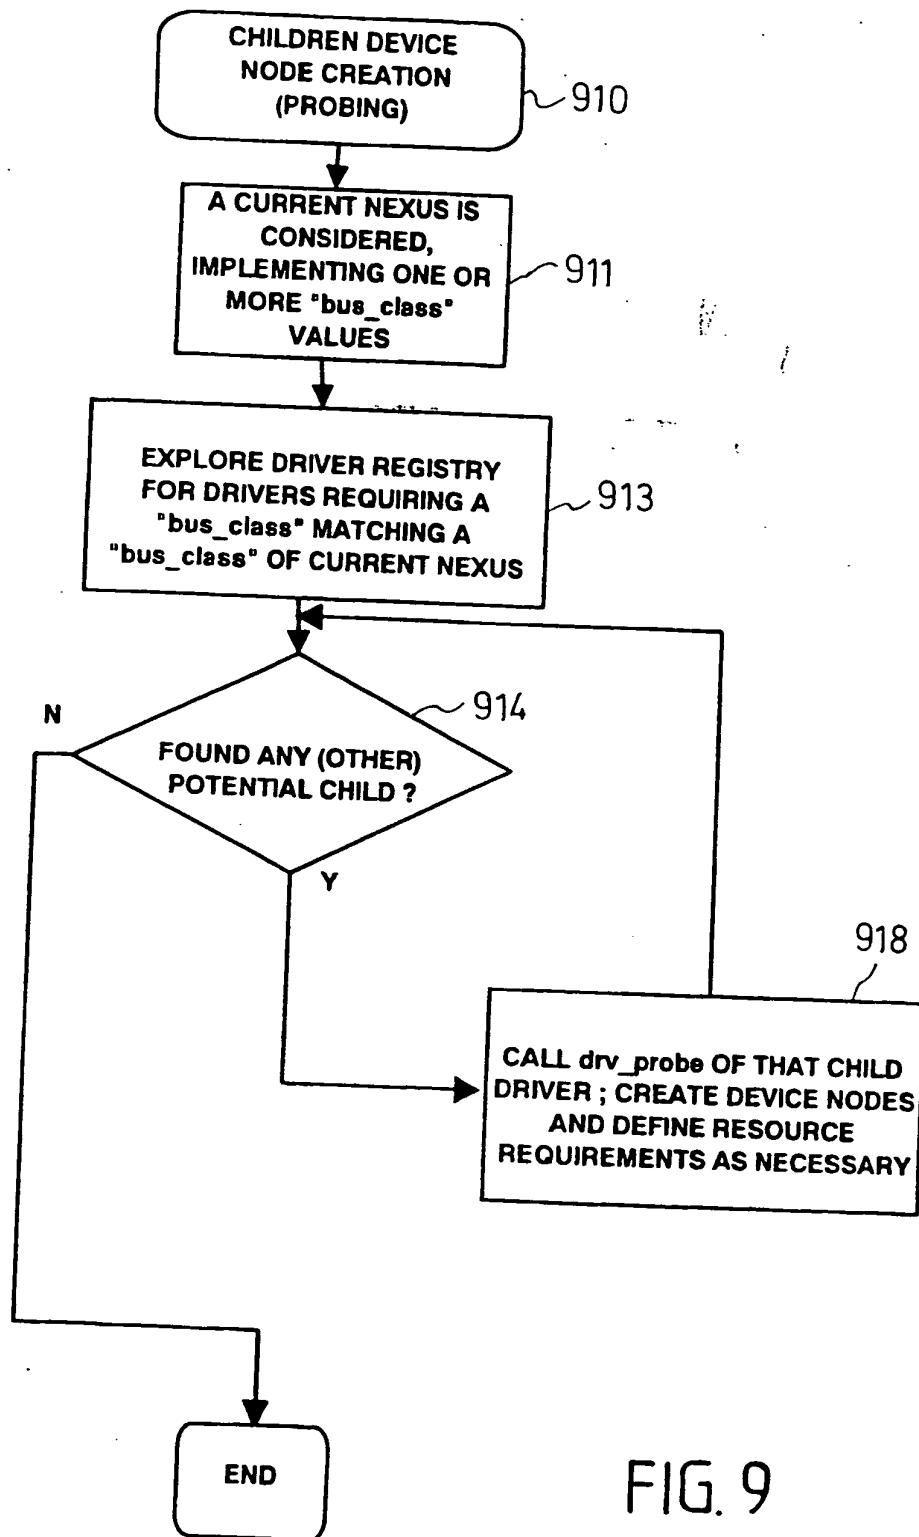 CHILDREN DEVICE
NODE CREATION
(PROBING)
910
A CURRENT NEXUS IS
CONSIDERED,
IMPLEMENTING ONE OR
MORE "bus_class"
VALUES
911
EXPLORE DRIVER REGISTRY
FOR DRIVERS REQUIRING A
"bus_class" MATCHING A
"bus_class" OF CURRENT NEXUS
913
N
914
FOUND ANY (OTHER)
POTENTIAL CHILD ?
Y
918
CALL drv_probe OF THAT CHILD
DRIVER ; CREATE DEVICE NODES
AND DEFINE RESOURCE
REQUIREMENTS AS NECESSARY
END
FIG. 9